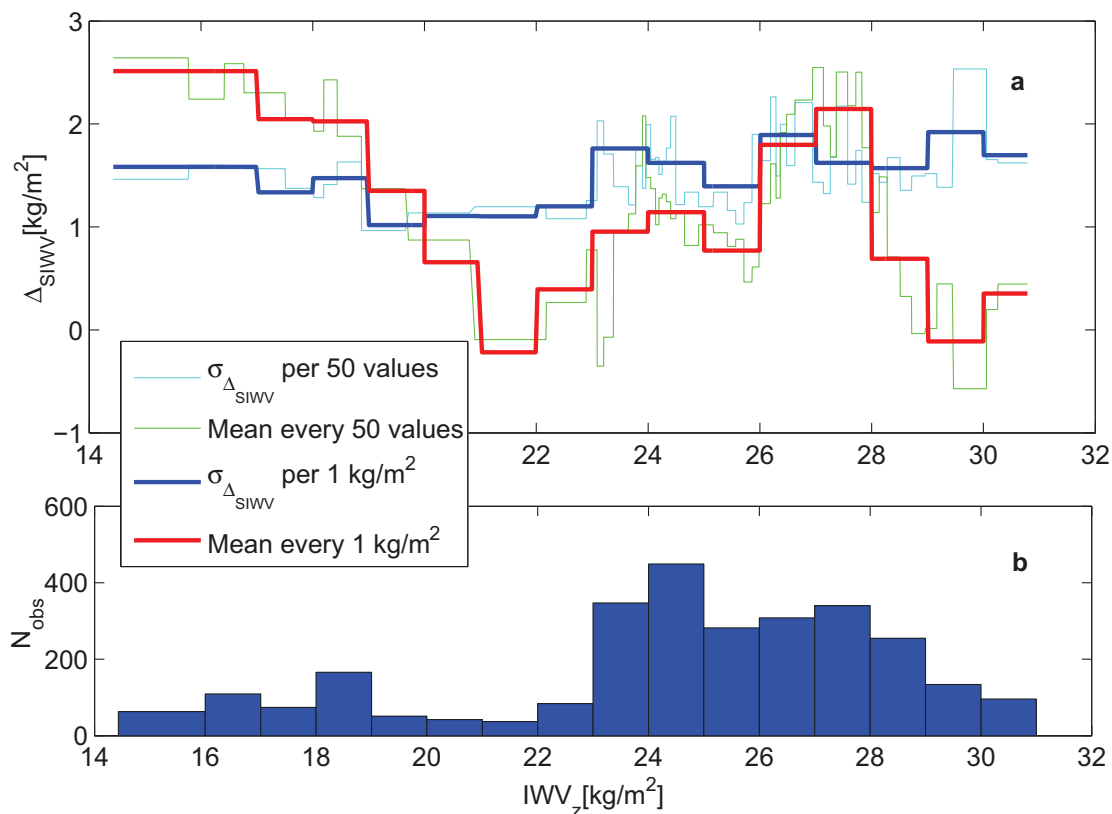 3
2
1
0
−1
Δ_SIWV[kg/m²]
a
14 22 24 26 28 30 32
σ_Δ_SIWV per 50 values
Mean every 50 values
σ_Δ_SIWV per 1 kg/m²
Mean every 1 kg/m²
600
400
200
0
N_obs
b
14 16 18 20 22 24 26 28 30 32
IWV_z[kg/m²]